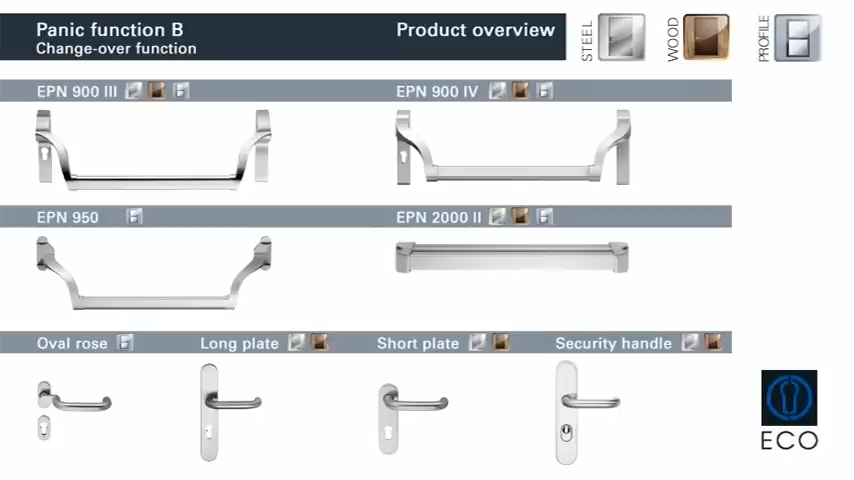 Panic function B
Change-over function
Product overview
STEEL
WOOD
PROFILE
EPN 900 III
EPN 900 IV
EPN 950
EPN 2000 II
Oval rose
Long plate
Short plate
Security handle
ECO